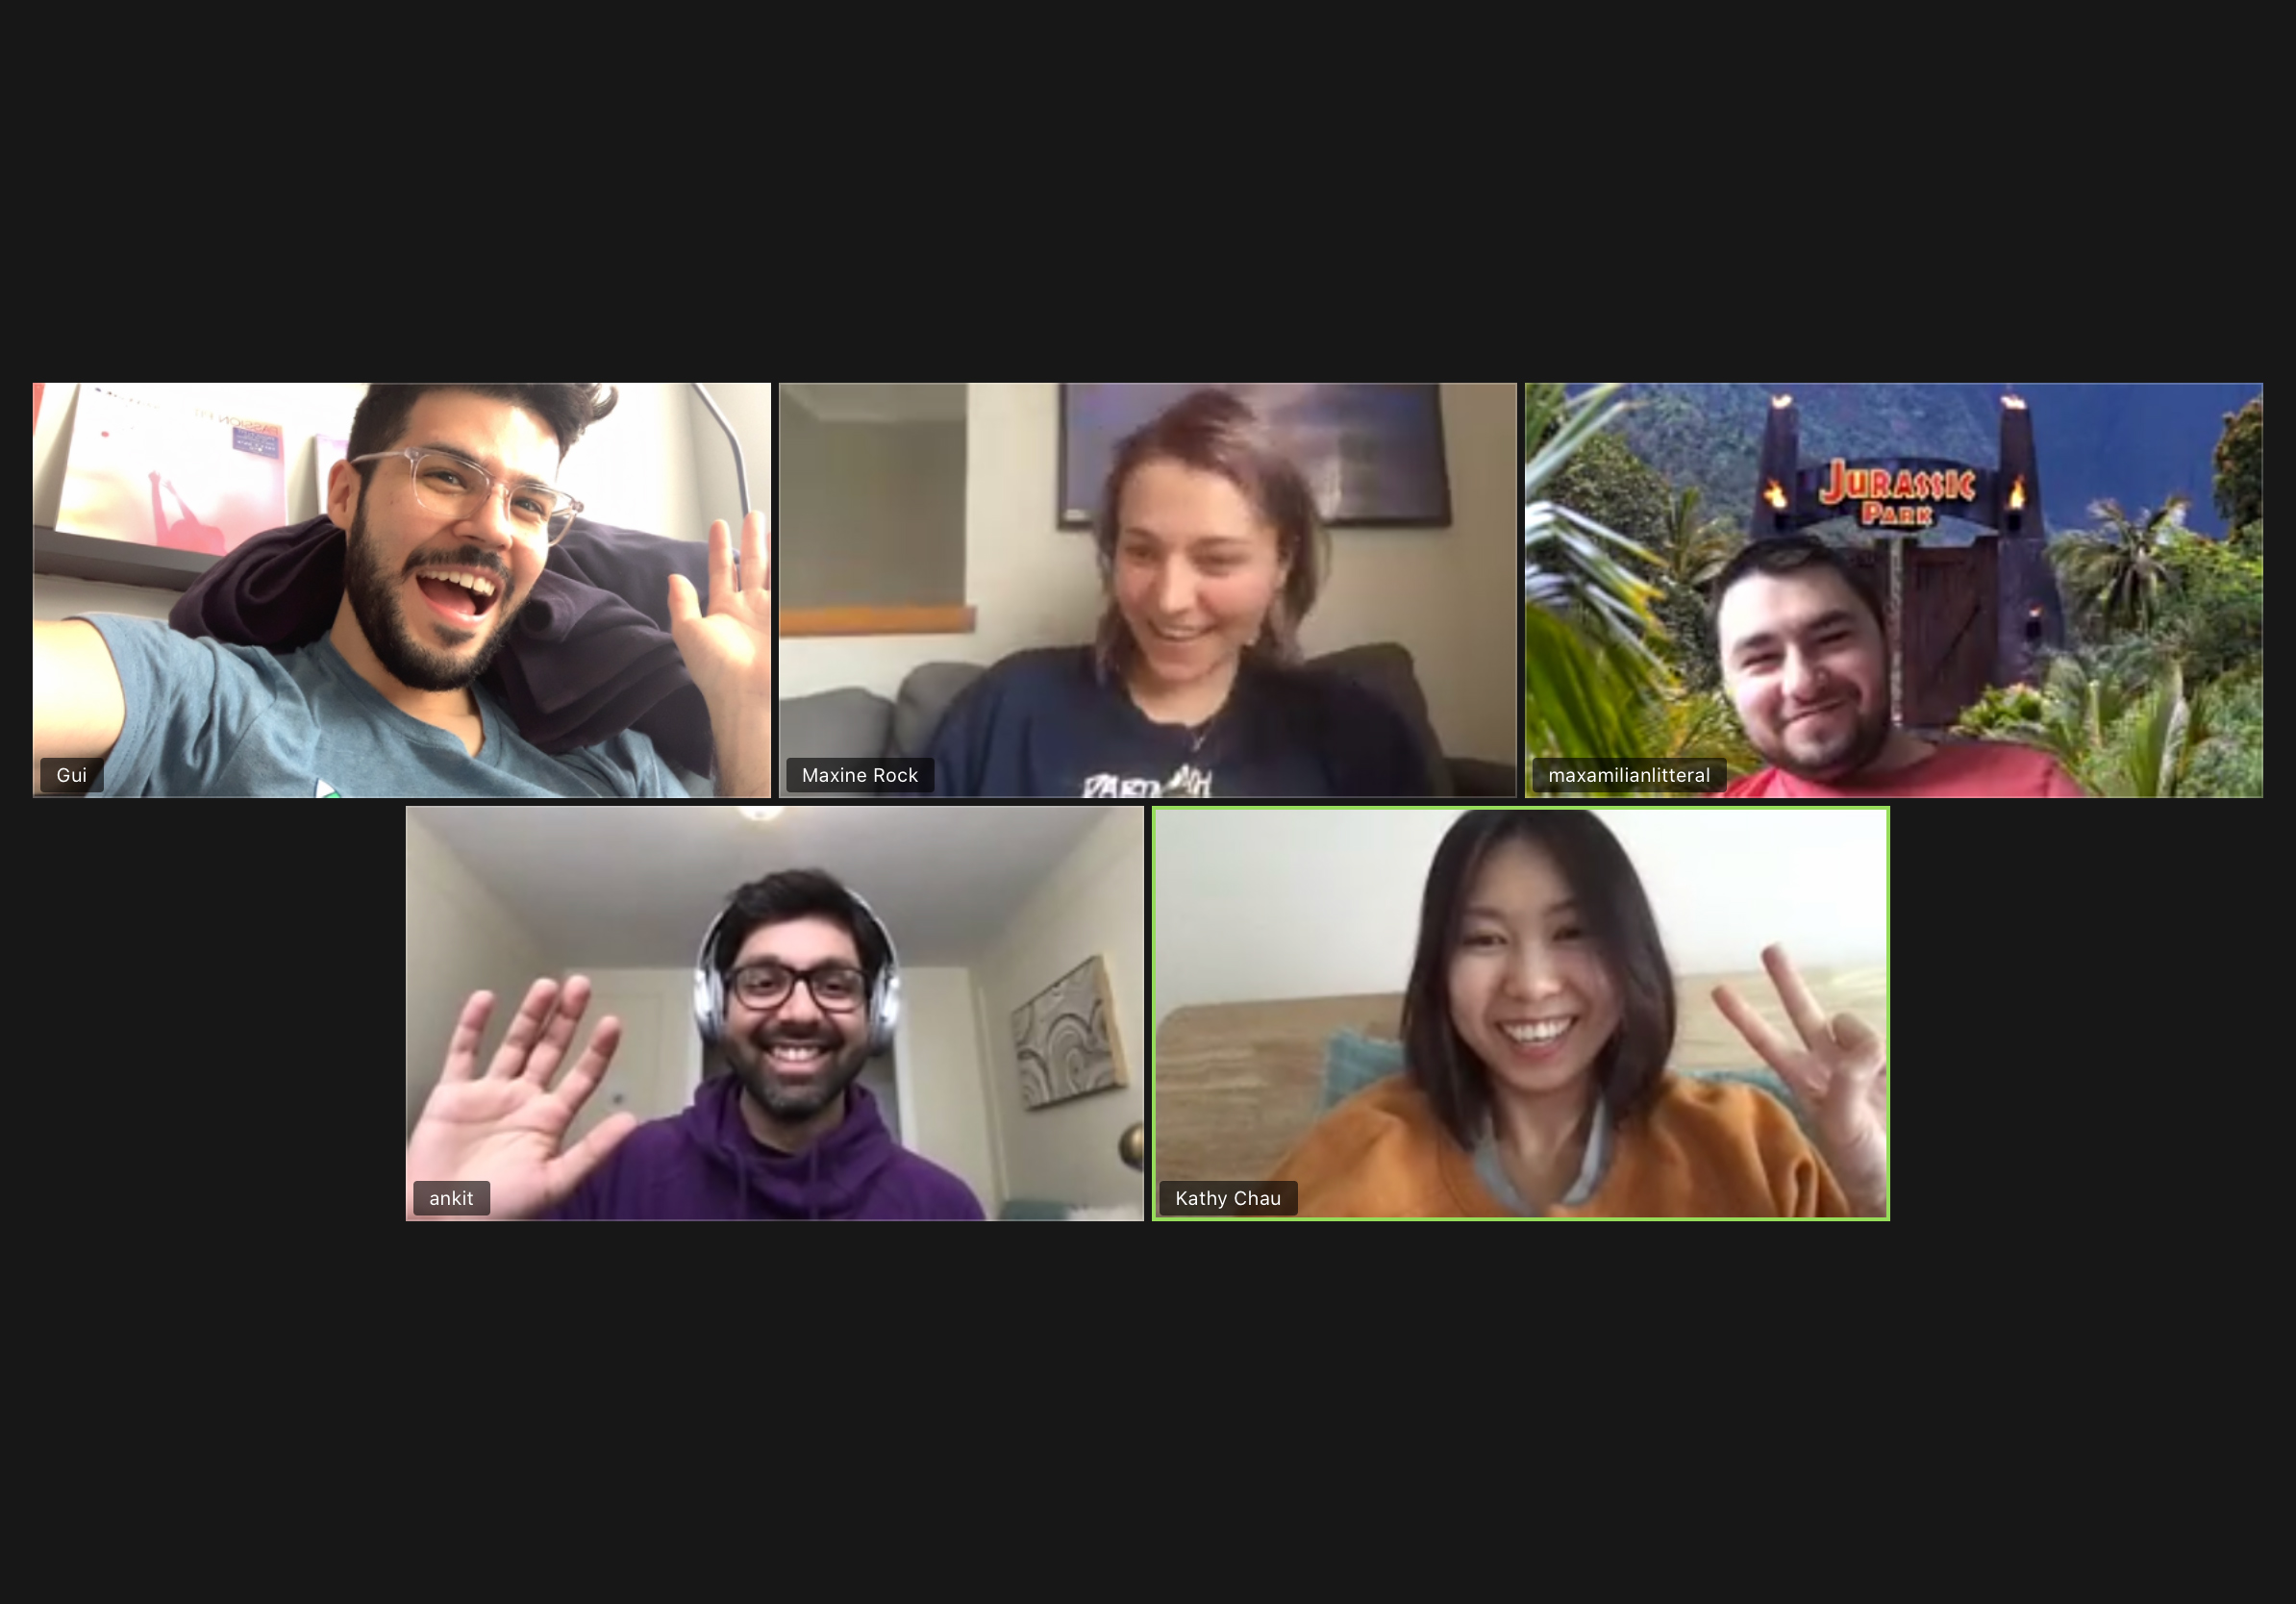 JURASSIC
PARK
Gui
Maxine Rock
maxamilianlitteral
ankit
Kathy Chau